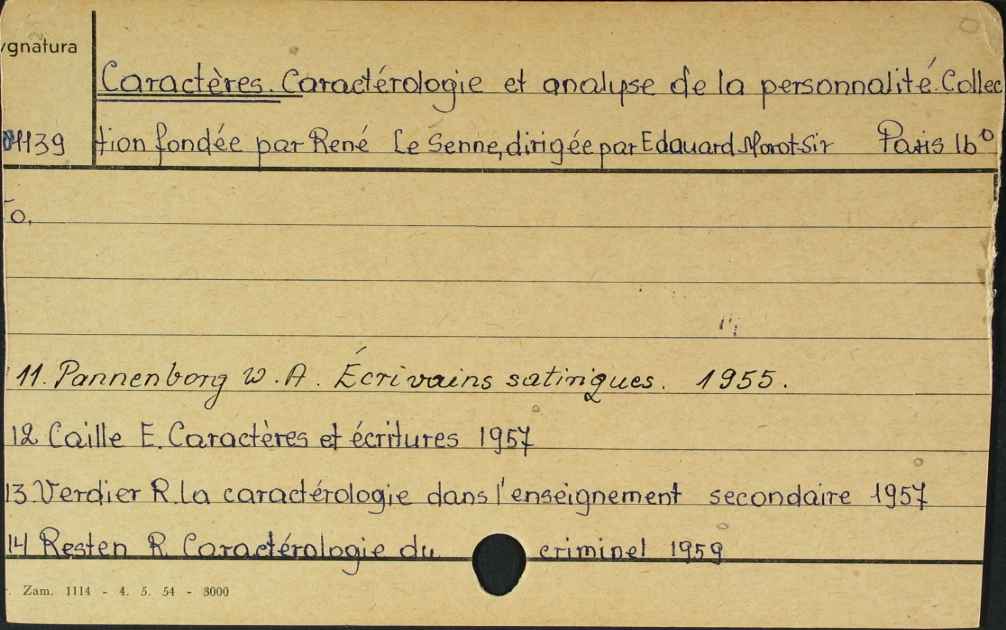 ygnatura
Caractères. Caractérologie et analyse de la personnalité. Collec
1139 tion fondée par René Le Senne, dirigée par Edouard Morot-Sir Paris 16°
11. Pannenborg W. A. Écrivains satiriques. 1955.
12 Caille E. Caractères et écritures 1957
13 Verdier R. la caractérologie dans l'enseignement secondaire 1957
14 Resten R. Caractérologie du criminel 1959
Zam. 1114 - 4. 5. 54 - 3000